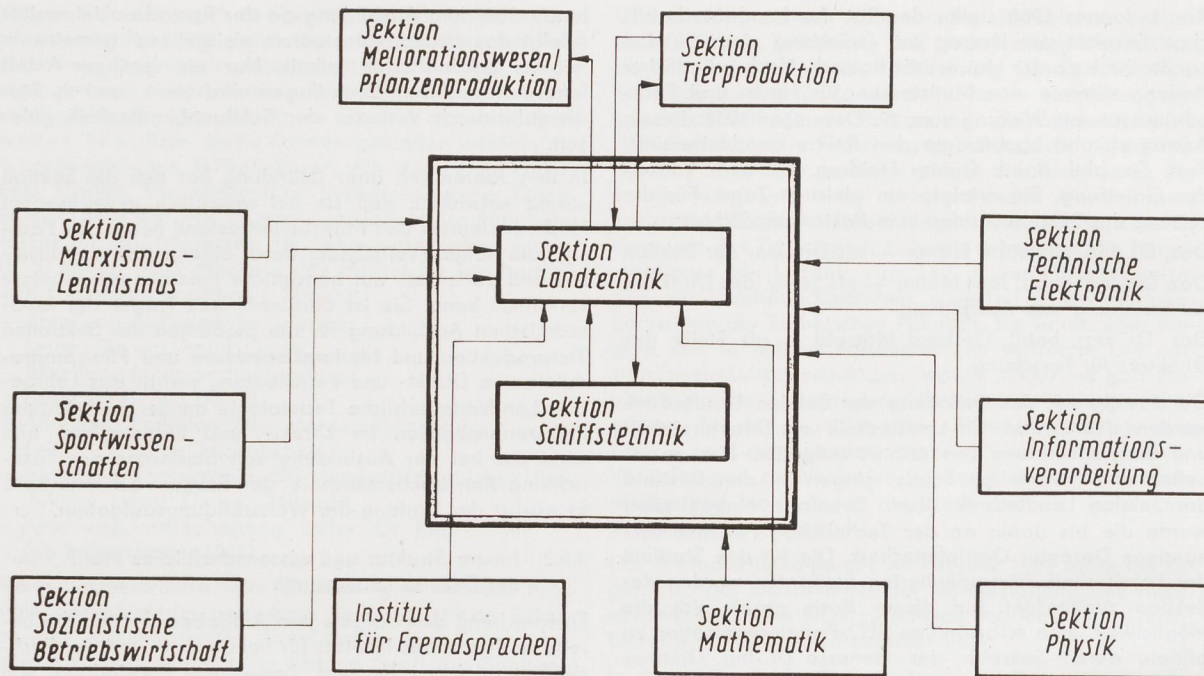 Sektion
Meliorationswesen/
Pflanzenproduktion
Sektion
Tierproduktion
Sektion
Marxismus-
Leninismus
Sektion
Landtechnik
Sektion
Technische
Elektronik
Sektion
Sportwissen-
schaften
Sektion
Schiffstechnik
Sektion
Informations-
verarbeitung
Sektion
Sozialistische
Betriebswirtschaft
Institut
für Fremdsprachen
Sektion
Mathematik
Sektion
Physik